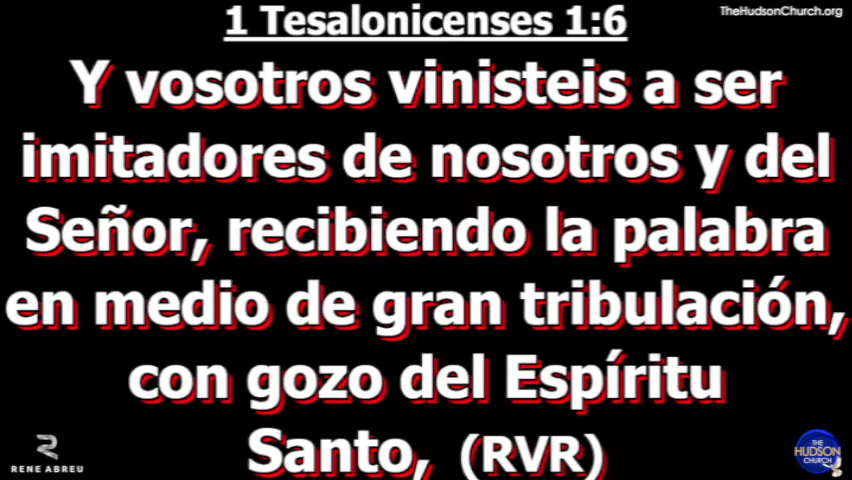 TheHudsonChurch.org
1 Tesalonicenses 1:6
Y vosotros vinisteis a ser
imitadores de nosotros y del
Señor, recibiendo la palabra
en medio de gran tribulación,
con gozo del Espíritu
Santo, (RVR)
RENE ABREU
THE
HUDSON
CHURCH